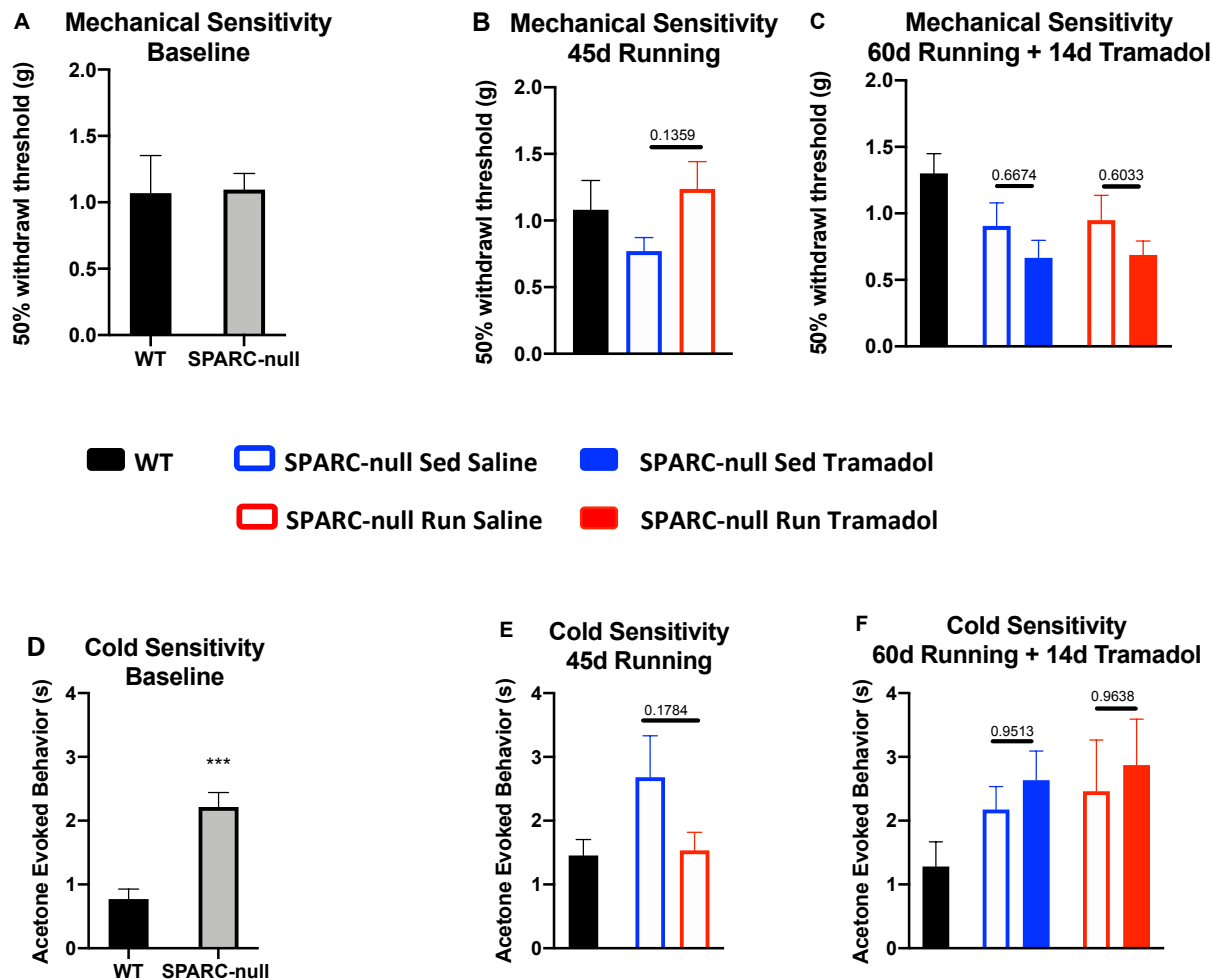 A
Mechanical Sensitivity
Baseline
50% withdrawl threshold (g)
2.0
1.5
1.0
0.5
0.0
WT
SPARC-null
B
Mechanical Sensitivity
45d Running
50% withdrawl threshold (g)
2.0
1.5
1.0
0.5
0.0
0.1359
C
Mechanical Sensitivity
60d Running + 14d Tramadol
50% withdrawl threshold (g)
2.0
1.5
1.0
0.5
0.0
0.6674
0.6033
WT
SPARC-null Sed Saline
SPARC-null Sed Tramadol
SPARC-null Run Saline
SPARC-null Run Tramadol
D
Cold Sensitivity
Baseline
Acetone Evoked Behavior (s)
4
3
2
1
0
***
WT
SPARC-null
E
Cold Sensitivity
45d Running
Acetone Evoked Behavior (s)
4
3
2
1
0
0.1784
F
Cold Sensitivity
60d Running + 14d Tramadol
Acetone Evoked Behavior (s)
4
3
2
1
0
0.9513
0.9638